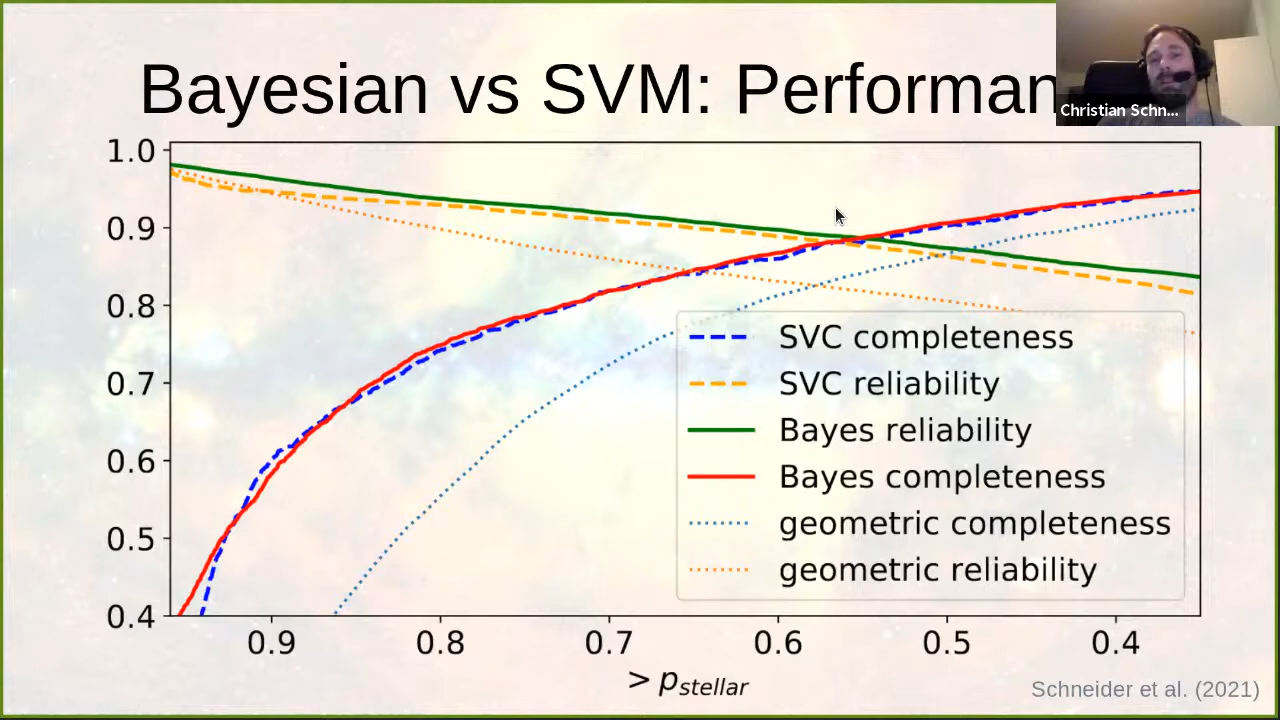 Bayesian vs SVM: Performan
Christian Schn...
1.0
0.9
0.8
0.7
0.6
0.5
0.4
SVC completeness
SVC reliability
Bayes reliability
Bayes completeness
geometric completeness
geometric reliability
0.9 0.8 0.7 0.6 0.5 0.4
> p_stellar
Schneider et al. (2021)